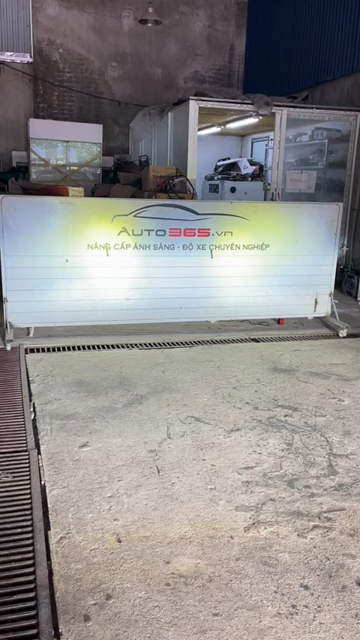 AUTO365.vn
NÂNG CẤP ÁNH SÁNG - ĐỘ XE CHUYÊN NGHIỆP